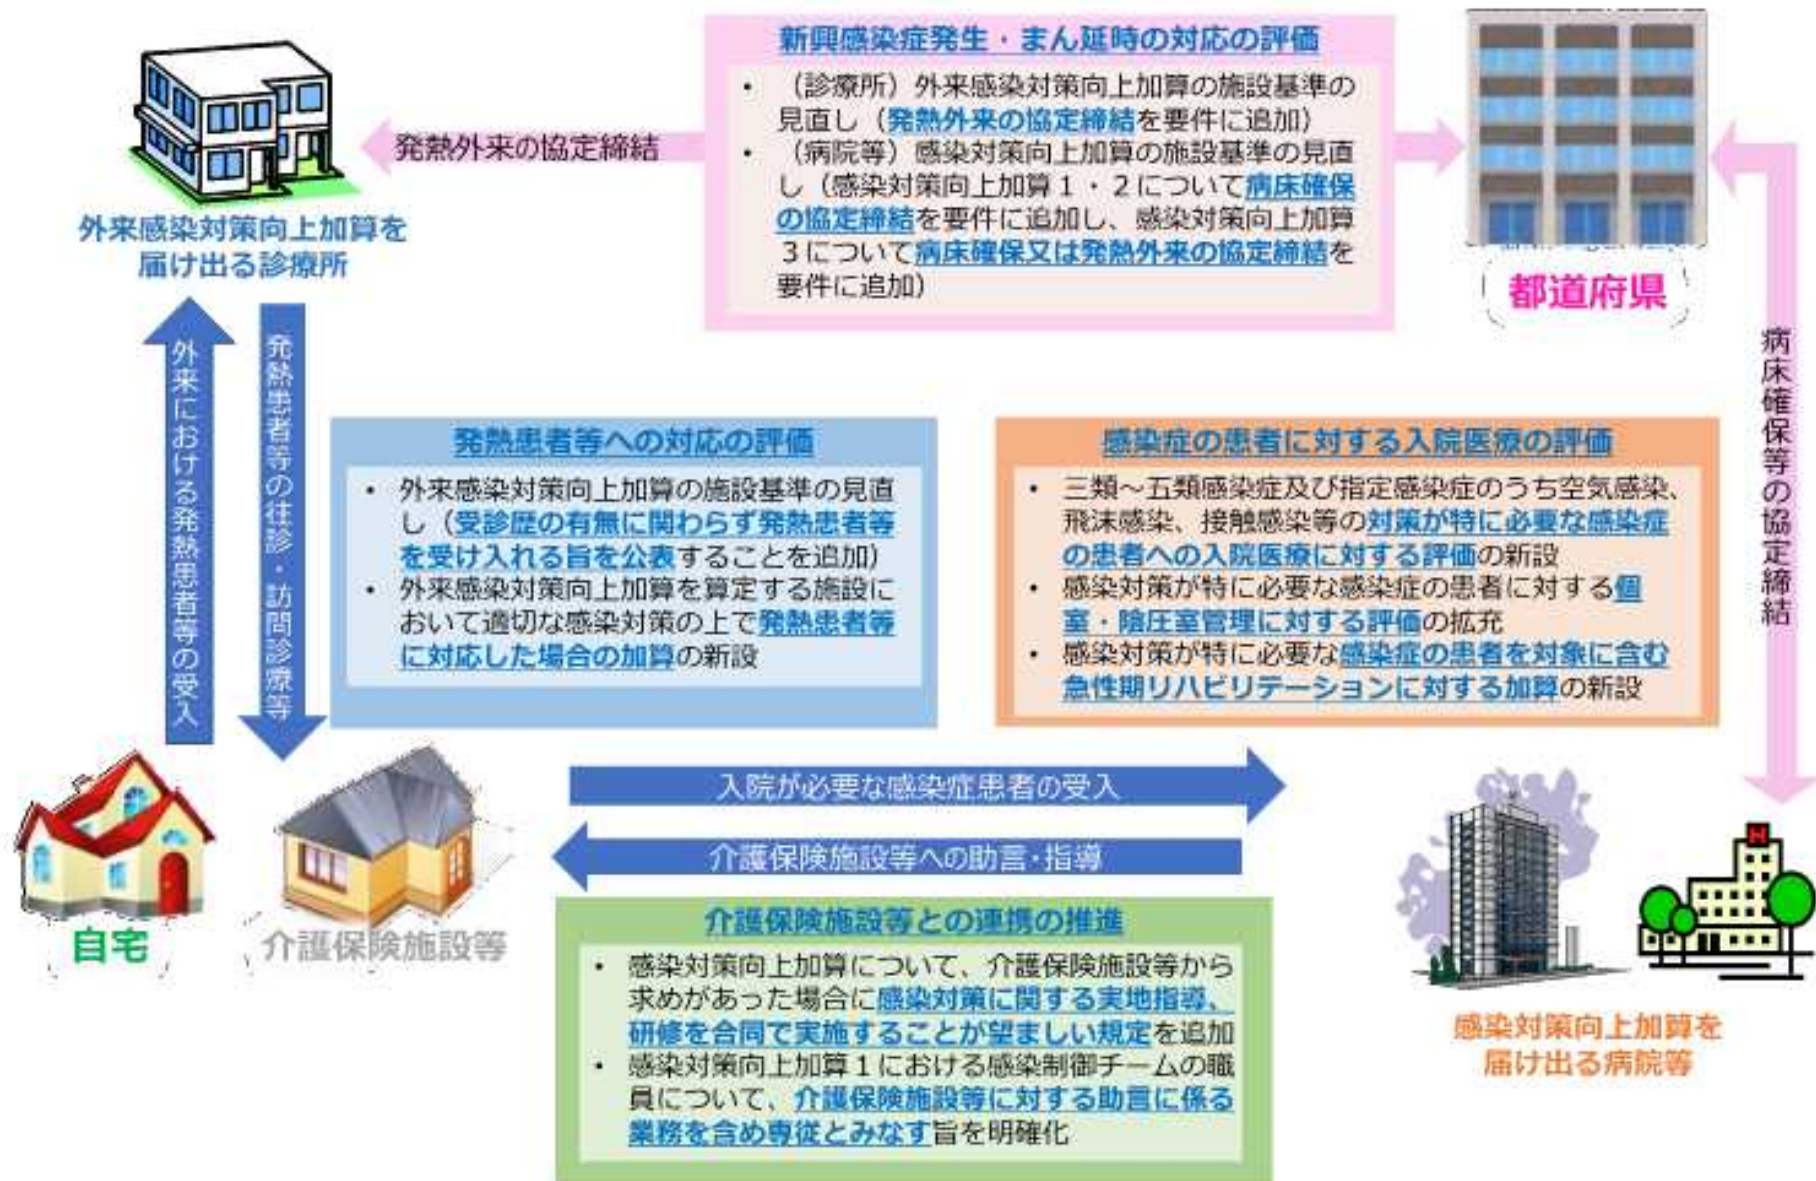 新興感染症発生・まん延時の対応の評価
• （診療所）外来感染対策向上加算の施設基準の
見直し（発熱外来の協定締結を要件に追加）
• （病院等）感染対策向上加算の施設基準の見直
し（感染対策向上加算１・２について病床確保
の協定締結を要件に追加し、感染対策向上加算
３について病床確保又は発熱外来の協定締結を
要件に追加）
発熱外来の協定締結
外来感染対策向上加算を
届け出る診療所
都道府県
病床確保等の協定締結
外来における発熱患者等の受入
発熱患者等の往診・訪問診療等
発熱患者等への対応の評価
• 外来感染対策向上加算の施設基準の見直
し（受診歴の有無に関わらず発熱患者等
を受け入れる旨を公表することを追加）
• 外来感染対策向上加算を算定する施設に
おいて適切な感染対策の上で発熱患者等
に対応した場合の加算の新設
感染症の患者に対する入院医療の評価
• 三類～五類感染症及び指定感染症のうち空気感染、
飛沫感染、接触感染等の対策が特に必要な感染症
の患者への入院医療に対する評価の新設
• 感染対策が特に必要な感染症の患者に対する個
室・陰圧室管理に対する評価の拡充
• 感染対策が特に必要な感染症の患者を対象に含む
急性期リハビリテーションに対する加算の新設
入院が必要な感染症患者の受入
介護保険施設等への助言・指導
自宅
介護保険施設等
H
介護保険施設等との連携の推進
• 感染対策向上加算について、介護保険施設等から
求めがあった場合に感染対策に関する実地指導、
研修を合同で実施することが望ましい規定を追加
• 感染対策向上加算１における感染制御チームの職
員について、介護保険施設等に対する助言に係る
業務を含め専従とみなす旨を明確化
感染対策向上加算を
届け出る病院等